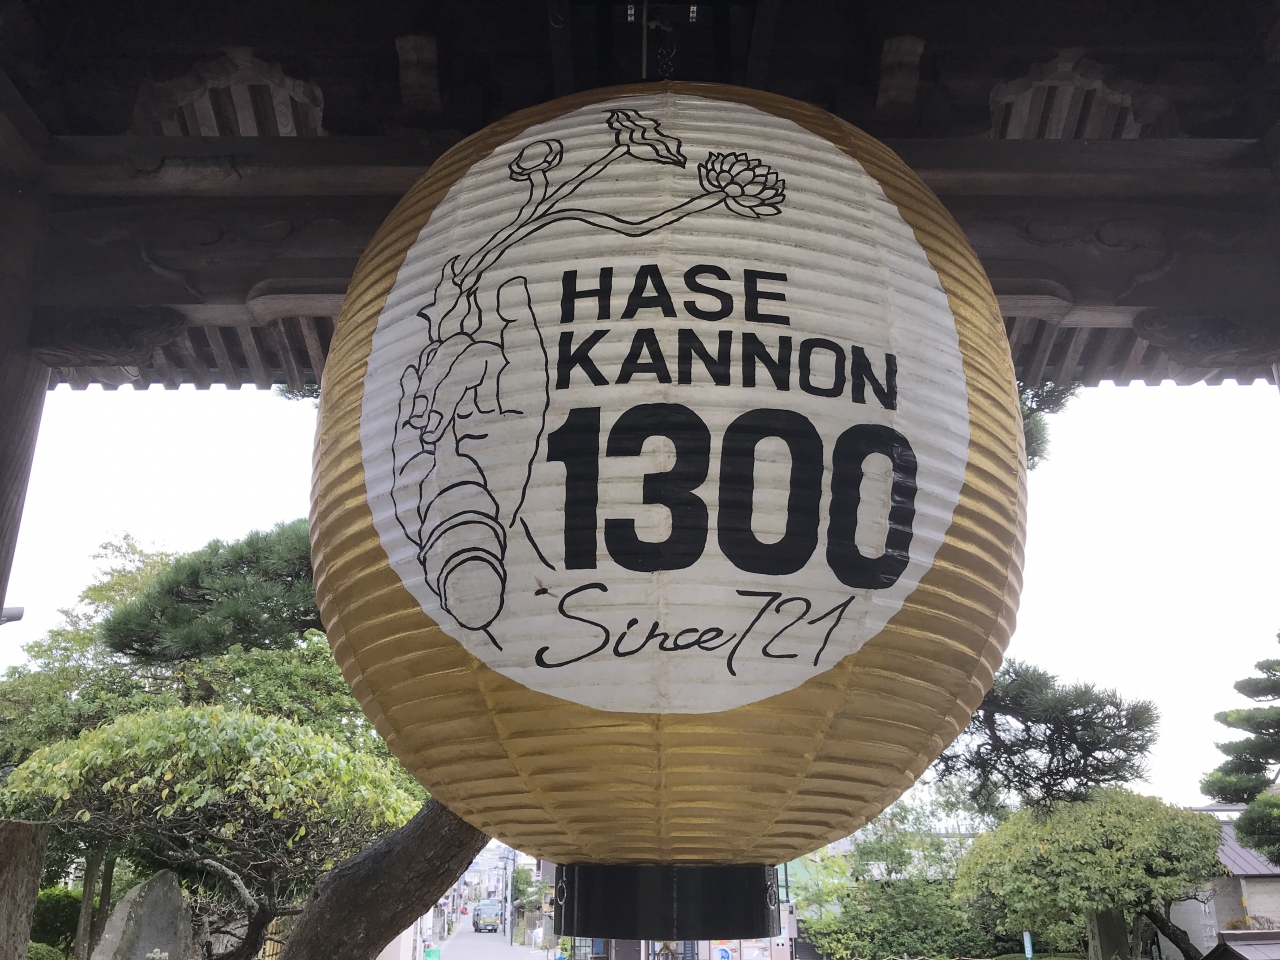 HASE
KANNON
1300
Since 721